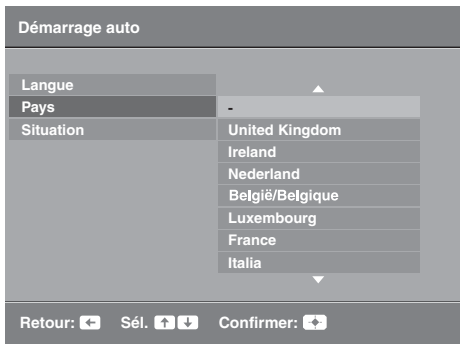 Démarrage auto
Langue
Pays
Situation
-
United Kingdom
Ireland
Nederland
België/Belgique
Luxembourg
France
Italia
Retour: Sél. Confirmer: